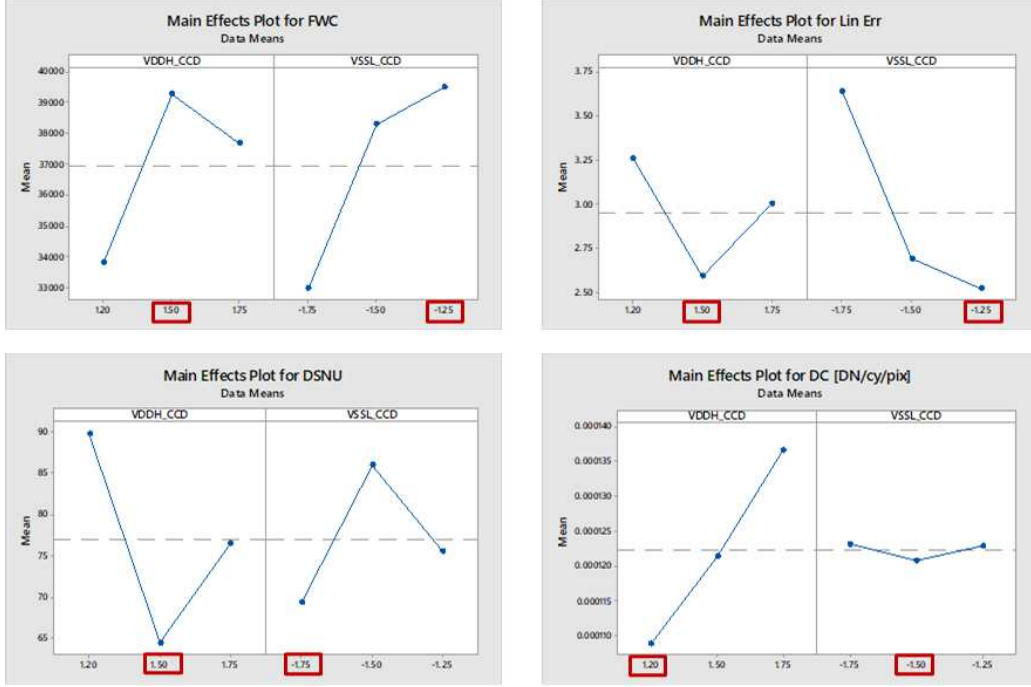 Main Effects Plot for FWC
Data Means
VDDH_CCD VSSL_CCD
40000
39000
38000
37000
36000
35000
34000
33000
Mean
1.20 1.50 1.75 -1.75 -1.50 -1.25
Main Effects Plot for Lin Err
Data Means
VDDH_CCD VSSL_CCD
3.75
3.50
3.25
3.00
2.75
2.50
Mean
1.20 1.50 1.75 -1.75 -1.50 -1.25
Main Effects Plot for DSNU
Data Means
VDDH_CCD VSSL_CCD
90
85
80
75
70
65
Mean
1.20 1.50 1.75 -1.75 -1.50 -1.25
Main Effects Plot for DC [DN/cy/pix]
Data Means
VDDH_CCD VSSL_CCD
0.000140
0.000135
0.000130
0.000125
0.000120
0.000115
0.000110
Mean
1.20 1.50 1.75 -1.75 -1.50 -1.25